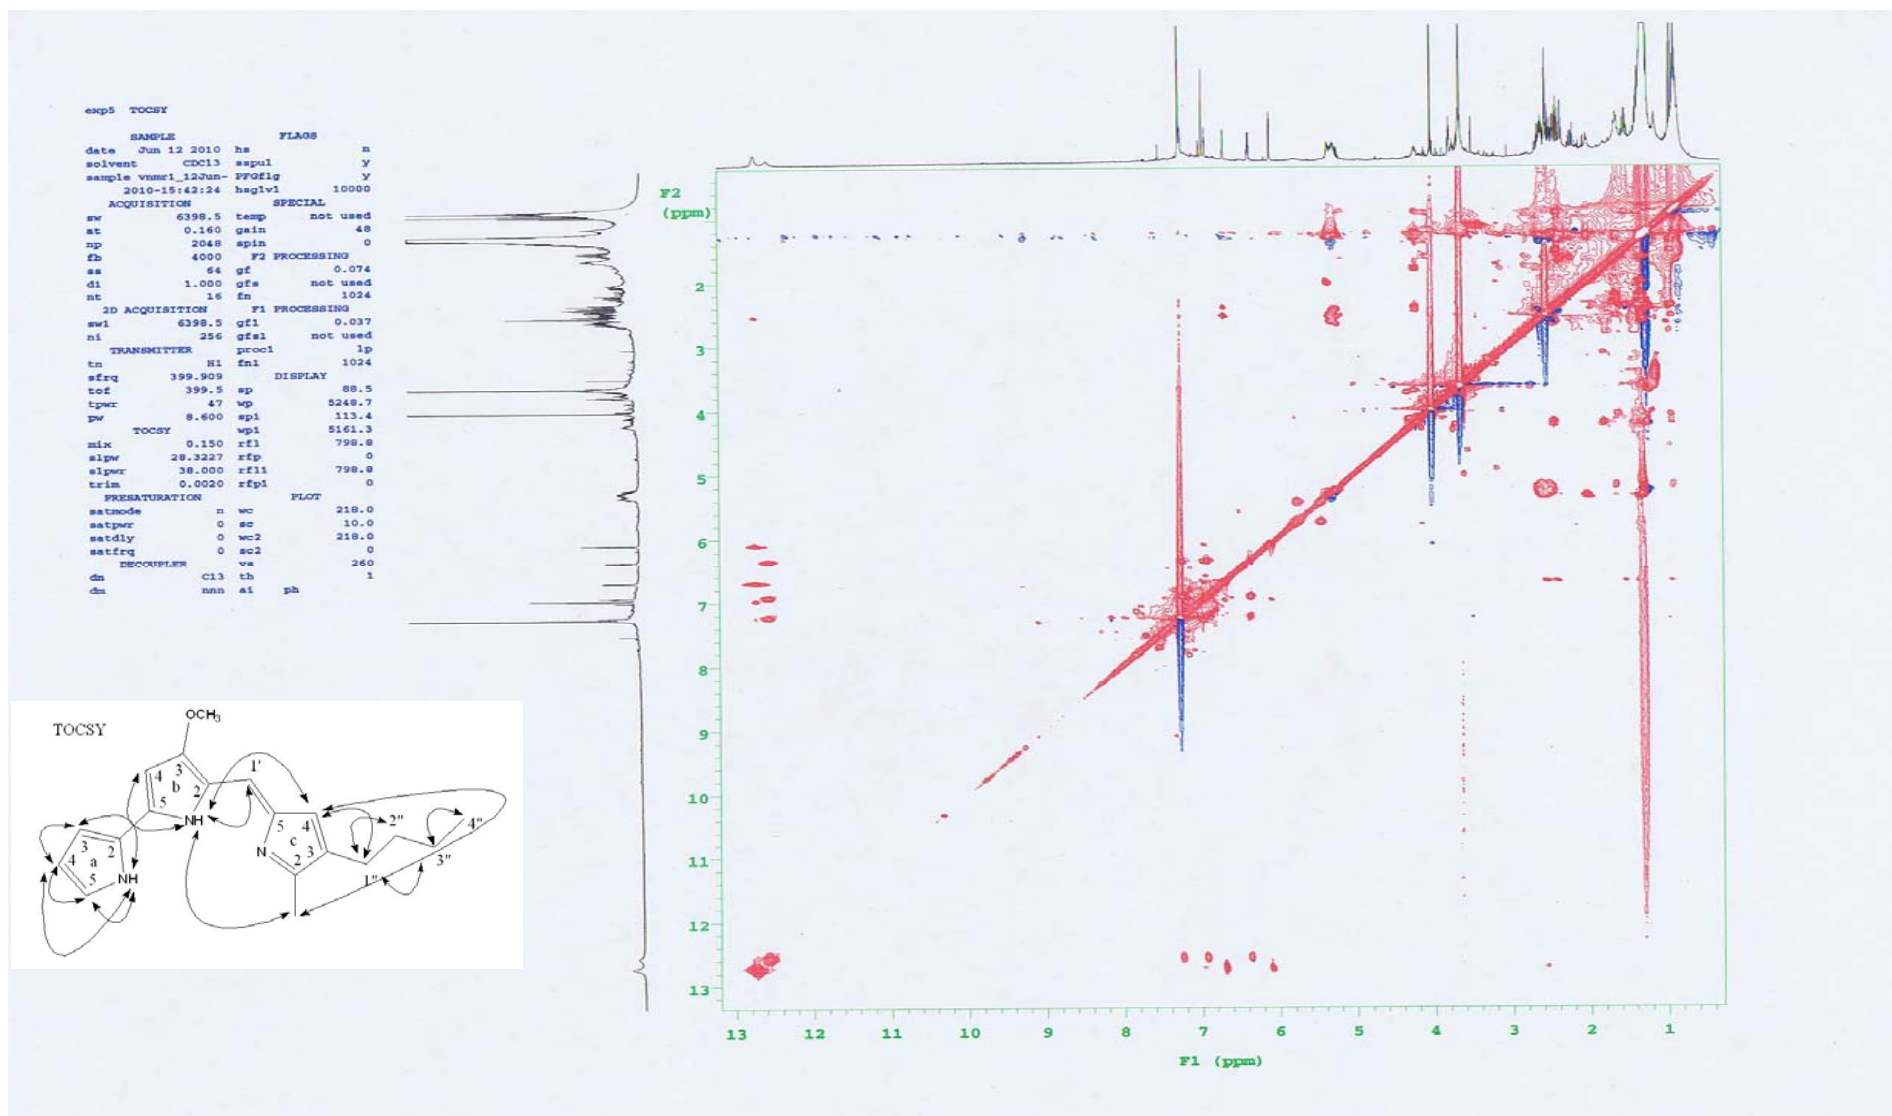 exp5 TOCSY
SAMPLE FLAGS
date Jun 12 2010 hs n
solvent CDCl3 sspul y
sample vnmr1_12Jun- PFGflg y
2010-15:42:24 hsglvl 10000
ACQUISITION SPECIAL
sw 6398.5 temp not used
at 0.160 gain 48
np 2048 spin 0
fb 4000 F2 PROCESSING
ss 64 gf 0.074
d1 1.000 gfs not used
nt 16 fn 1024
2D ACQUISITION F1 PROCESSING
sw1 6398.5 gf1 0.037
ni 256 gfs1 not used
TRANSMITTER proc1 lp
tn H1 fn1 1024
sfrq 399.909 DISPLAY
tof 399.5 sp 88.5
tpwr 47 wp 5248.7
pw 8.600 sp1 113.4
TOCSY wp1 5161.3
mix 0.150 rfl 798.8
slpw 28.3227 rfp 0
slpwr 38.000 rfl1 798.8
trim 0.0020 rfp1 0
PRESATURATION PLOT
satmode n wc 218.0
satpwr 0 sc 10.0
satdly 0 wc2 218.0
satfrq 0 sc2 0
DECOUPLER vs 260
dn C13 th 1
dm nnn ai ph
F2
(ppm)
2
3
4
5
6
7
8
9
10
11
12
13
13 12 11 10 9 8 7 6 5 4 3 2 1
F1 (ppm)
TOCSY
OCH3
1'
4 3
b
5 2
NH
3 2
4 a
5
NH
5 4
c
N 3
2
2"
4"
1"
3"